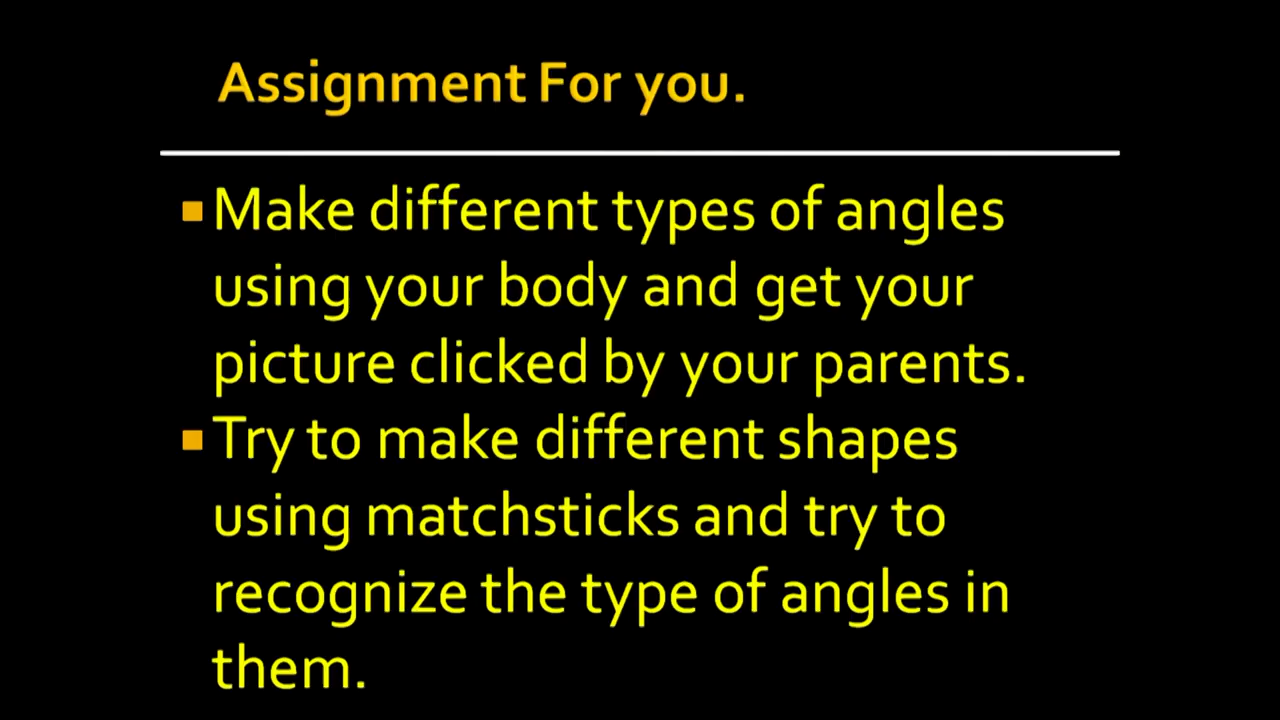 Assignment For you.
Make different types of angles
using your body and get your
picture clicked by your parents.
Try to make different shapes
using matchsticks and try to
recognize the type of angles in
them.